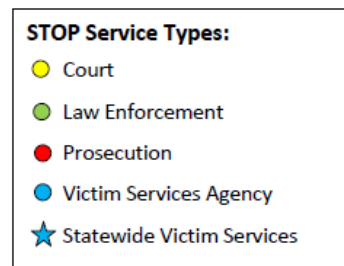 STOP Service Types:
Court
Law Enforcement
Prosecution
Victim Services Agency
Statewide Victim Services